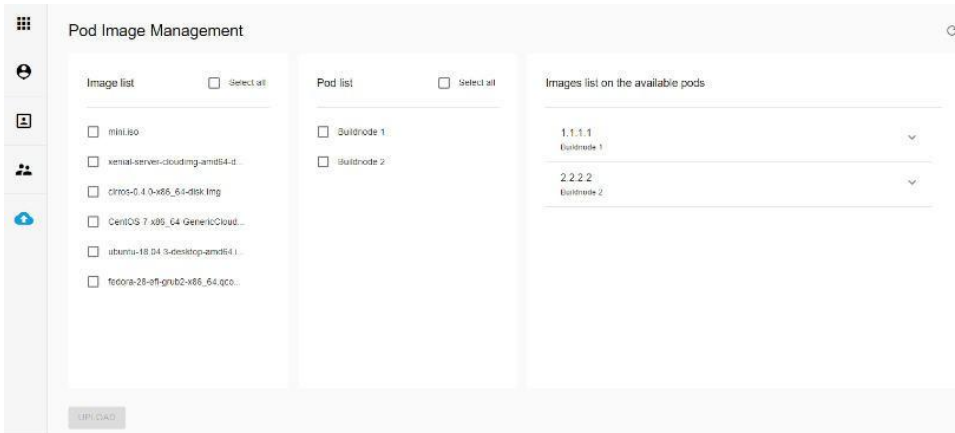 Pod Image Management
Image list
Select all
mini.iso
xenial-server-cloudimg-amd64-d...
cirros-0.4.0-x86_64-disk.img
CentOS-7-x86_64-GenericCloud...
ubuntu-18.04.3-desktop-amd64.i...
fedora-28-efi-grub2-x86_64.qco...
Pod list
Select all
Buildnode 1
Buildnode 2
Images list on the available pods
1.1.1.1
Buildnode 1
2.2.2.2
Buildnode 2
UPLOAD